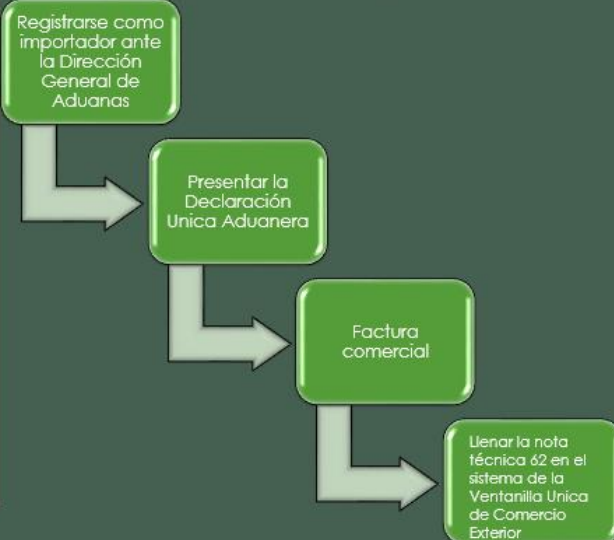 Registrarse como
importador ante
la Dirección
General de
Aduanas
Presentar la
Declaración
Unica Aduanera
Factura
comercial
Llenar la nota
técnica 62 en el
sistema de la
Ventanilla Unica
de Comercio
Exterior